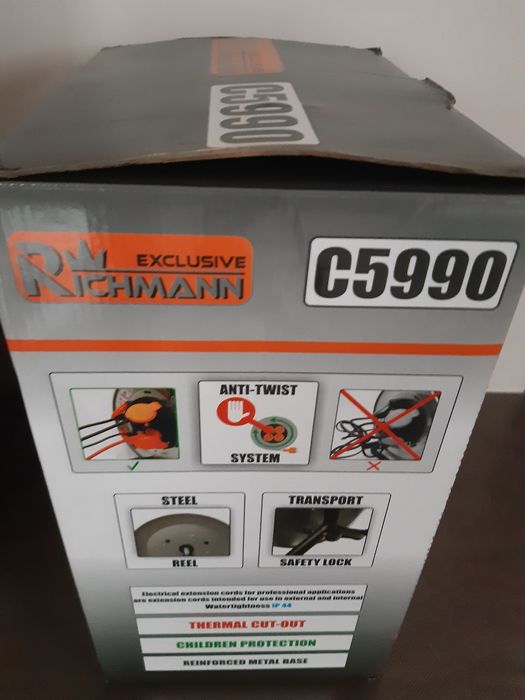 C5990
EXCLUSIVE
RICHMANN
C5990
ANTI-TWIST
SYSTEM
STEEL
REEL
TRANSPORT
SAFETY LOCK
Electrical extension cords for professional applications
are extension cords intended for use in external and internal
Watertightness IP 44
THERMAL CUT-OUT
CHILDREN PROTECTION
REINFORCED METAL BASE